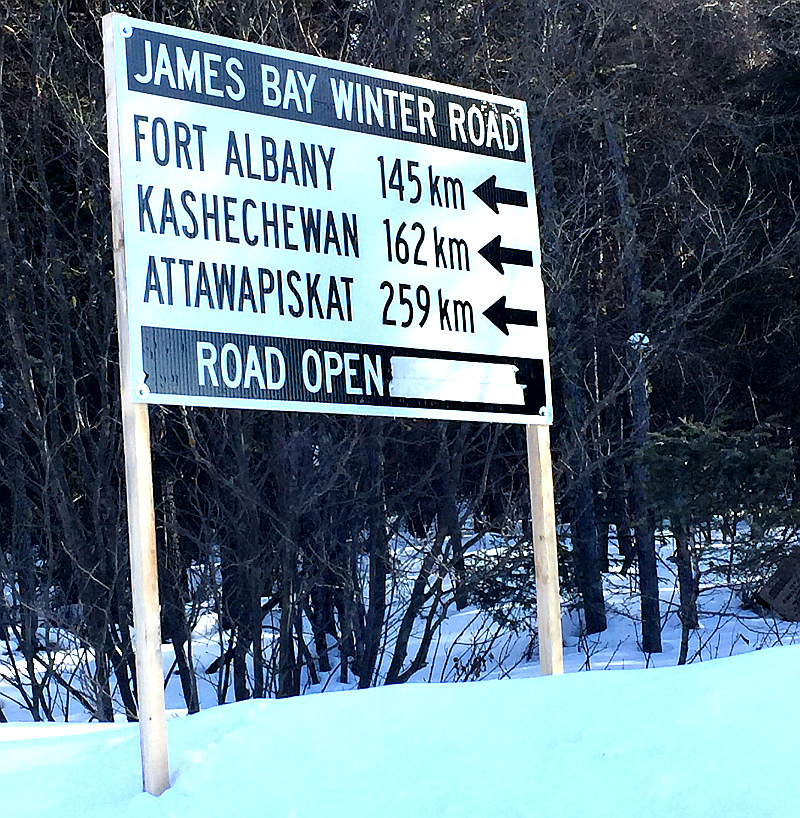 JAMES BAY WINTER ROAD
FORT ALBANY 145 km
KASHECHEWAN 162 km
ATTAWAPISKAT 259 km
ROAD OPEN